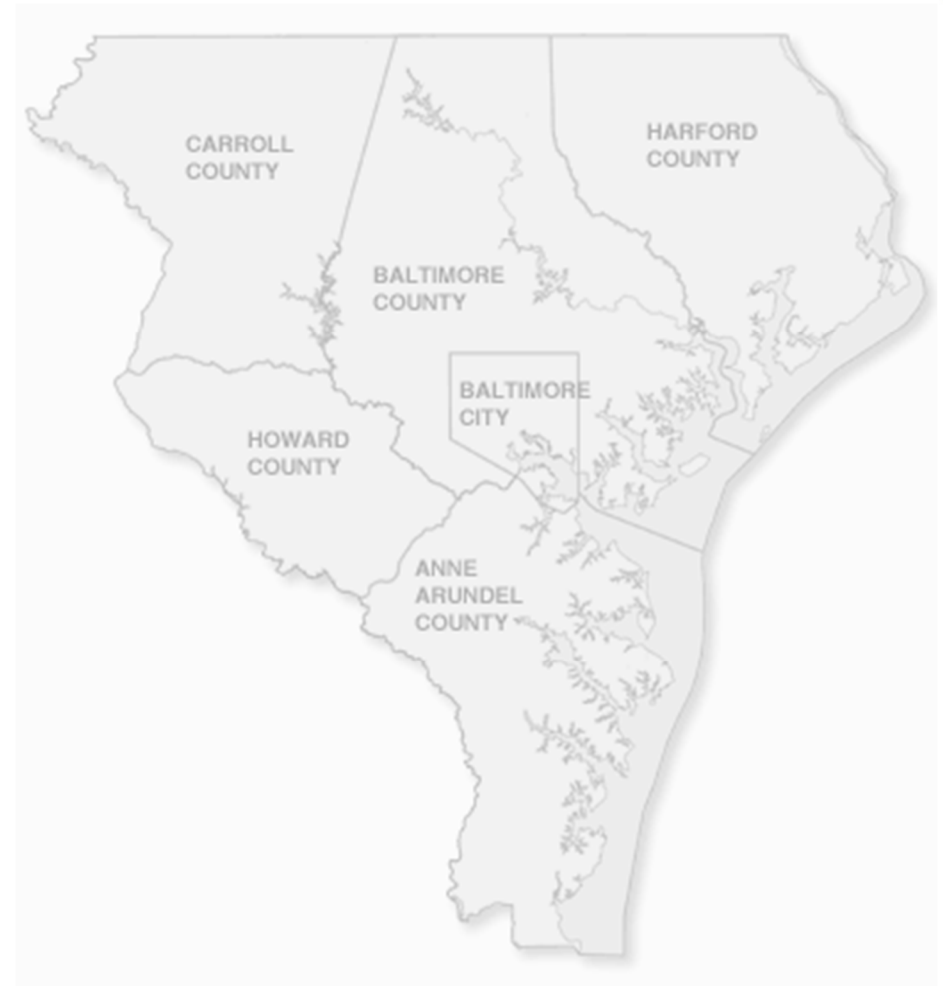 CARROLL
COUNTY
HARFORD
COUNTY
BALTIMORE
COUNTY
BALTIMORE
CITY
HOWARD
COUNTY
ANNE
ARUNDEL
COUNTY